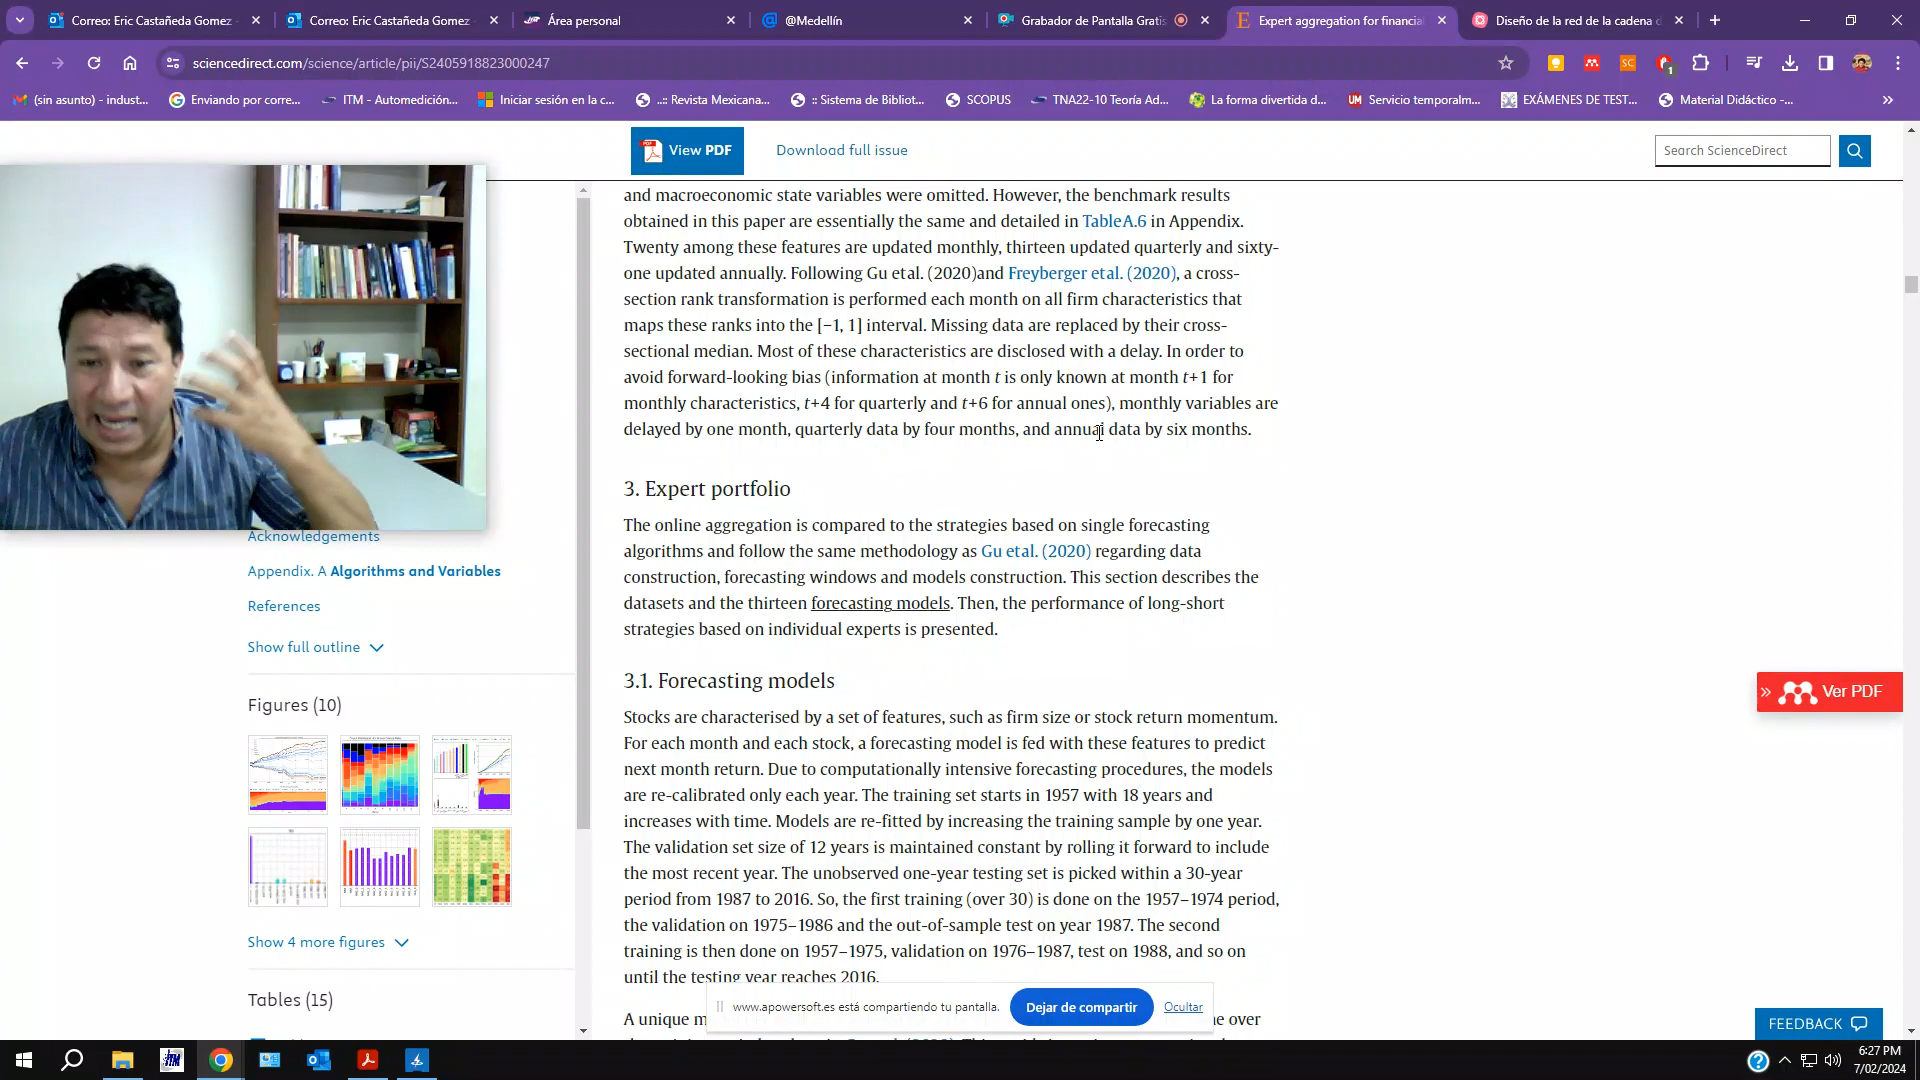 Correo: Eric Castañeda Gomez
Correo: Eric Castañeda Gomez
Área personal
@Medellín
Grabador de Pantalla Gratis
Expert aggregation for financial
Diseño de la red de la cadena d
sciencedirect.com/science/article/pii/S2405918823000247
(sin asunto) - indust...
Enviando por corre...
ITM - Automedición...
Iniciar sesión en la c...
..:: Revista Mexicana...
:: Sistema de Bibliot...
SCOPUS
TNA22-10 Teoría Ad...
La forma divertida d...
Servicio temporalm...
EXÁMENES DE TEST...
Material Didáctico -...
View PDF
Download full issue
Search ScienceDirect
and macroeconomic state variables were omitted. However, the benchmark results
obtained in this paper are essentially the same and detailed in TableA.6 in Appendix.
Twenty among these features are updated monthly, thirteen updated quarterly and sixty-
one updated annually. Following Gu etal. (2020)and Freyberger etal. (2020), a cross-
section rank transformation is performed each month on all firm characteristics that
maps these ranks into the [−1, 1] interval. Missing data are replaced by their cross-
sectional median. Most of these characteristics are disclosed with a delay. In order to
avoid forward-looking bias (information at month t is only known at month t+1 for
monthly characteristics, t+4 for quarterly and t+6 for annual ones), monthly variables are
delayed by one month, quarterly data by four months, and annual data by six months.
3. Expert portfolio
The online aggregation is compared to the strategies based on single forecasting
algorithms and follow the same methodology as Gu etal. (2020) regarding data
construction, forecasting windows and models construction. This section describes the
datasets and the thirteen forecasting models. Then, the performance of long-short
strategies based on individual experts is presented.
3.1. Forecasting models
Stocks are characterised by a set of features, such as firm size or stock return momentum.
For each month and each stock, a forecasting model is fed with these features to predict
next month return. Due to computationally intensive forecasting procedures, the models
are re-calibrated only each year. The training set starts in 1957 with 18 years and
increases with time. Models are re-fitted by increasing the training sample by one year.
The validation set size of 12 years is maintained constant by rolling it forward to include
the most recent year. The unobserved one-year testing set is picked within a 30-year
period from 1987 to 2016. So, the first training (over 30) is done on the 1957–1974 period,
the validation on 1975–1986 and the out-of-sample test on year 1987. The second
training is then done on 1957–1975, validation on 1976–1987, test on 1988, and so on
until the testing year reaches 2016.
A unique m
e over
Acknowledgements
Appendix. A Algorithms and Variables
References
Show full outline
Figures (10)
Show 4 more figures
Tables (15)
Ver PDF
FEEDBACK
www.apowersoft.es está compartiendo tu pantalla.
Dejar de compartir
Ocultar
6:27 PM
7/02/2024